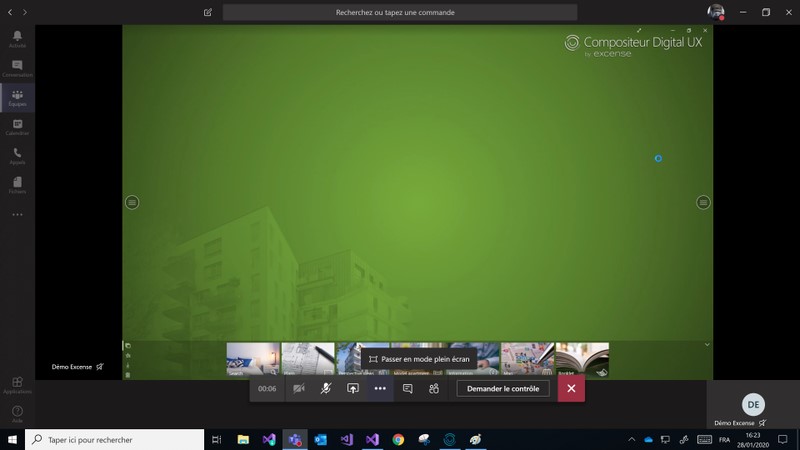 Recherchez ou tapez une commande
Activité
Conversations
Équipes
Calendrier
Appels
Fichiers
Applications
Aide
Compositeur Digital UX
by excense
Démo Excense
Passer en mode plein écran
00:06
Demander le contrôle
DE
Démo Excense
Taper ici pour rechercher
FRA
16:23
28/01/2020